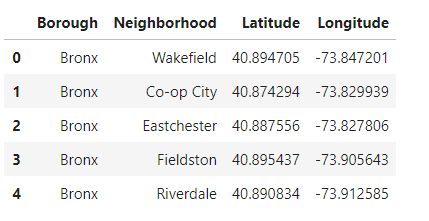 Borough Neighborhood Latitude Longitude
0 Bronx Wakefield 40.894705 -73.847201
1 Bronx Co-op City 40.874294 -73.829939
2 Bronx Eastchester 40.887556 -73.827806
3 Bronx Fieldston 40.895437 -73.905643
4 Bronx Riverdale 40.890834 -73.912585